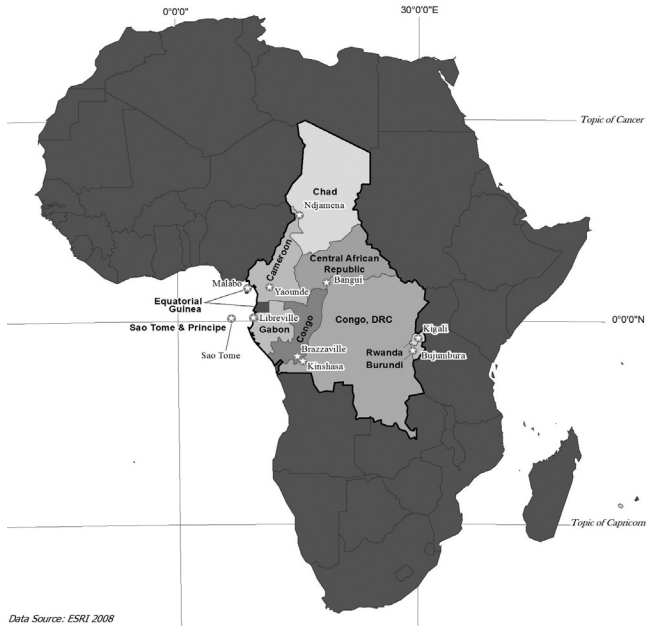 0°0'0"
30°0'0"E
Topic of Cancer
Chad
Ndjamena
Cameroon
Central African
Republic
Bangui
Malabo
Yaounde
Equatorial
Guinea
Libreville
Congo
Congo, DRC
0°0'0"N
Sao Tome & Principe
Gabon
Kigali
Sao Tome
Brazzaville
Rwanda
Bujumbura
Kinshasa
Burundi
Topic of Capricorn
Data Source: ESRI 2008